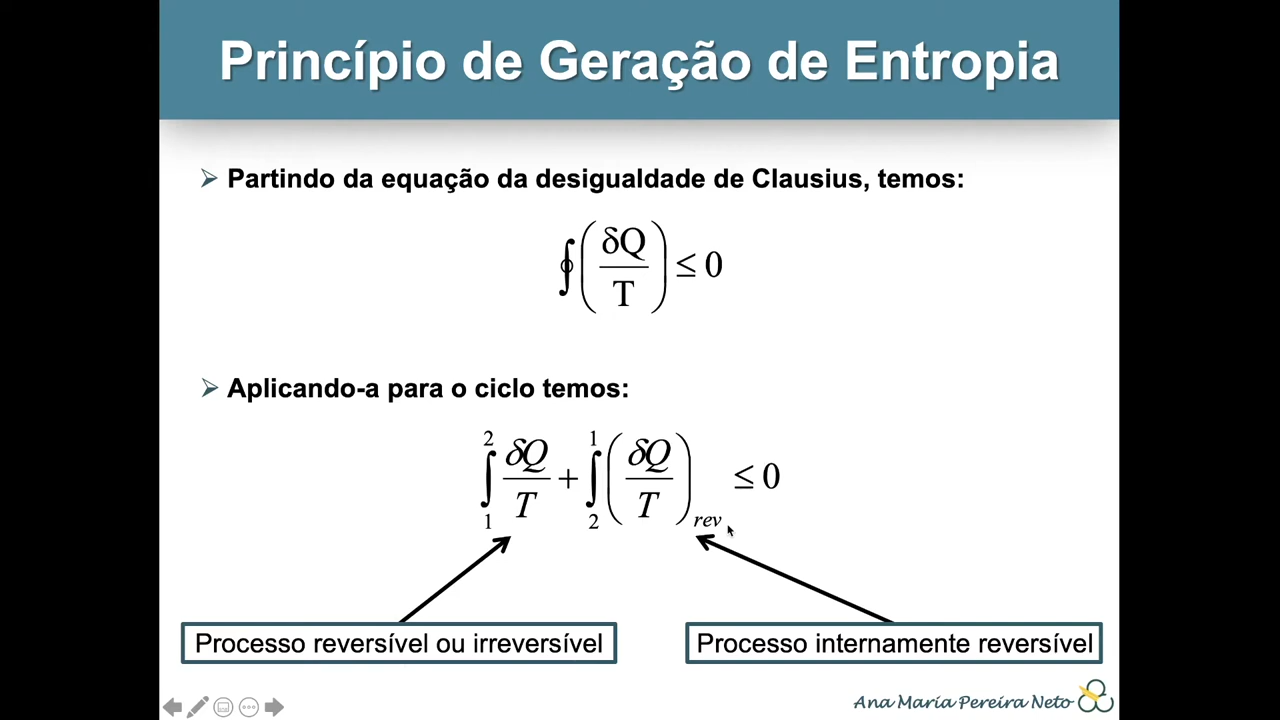 Princípio de Geração de Entropia
Partindo da equação da desigualdade de Clausius, temos:
∮(δQ/T) ≤ 0
Aplicando-a para o ciclo temos:
∫₁² δQ/T + ∫₂¹ (δQ/T)rev ≤ 0
Processo reversível ou irreversível
Processo internamente reversível
Ana Maria Pereira Neto